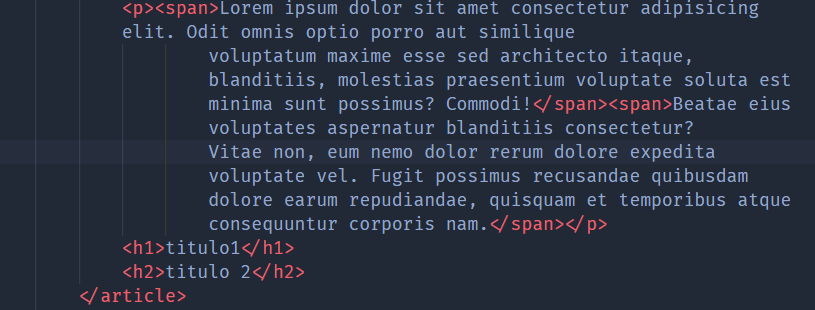 <p><span>Lorem ipsum dolor sit amet consectetur adipisicing
elit. Odit omnis optio porro aut similique
voluptatum maxime esse sed architecto itaque,
blanditiis, molestias praesentium voluptate soluta est
minima sunt possimus? Commodi!</span><span>Beatae eius
voluptates aspernatur blanditiis consectetur?
Vitae non, eum nemo dolor rerum dolore expedita
voluptate vel. Fugit possimus recusandae quibusdam
dolore earum repudiandae, quisquam et temporibus atque
consequuntur corporis nam.</span></p>
<h1>titulo1</h1>
<h2>titulo 2</h2>
</article>